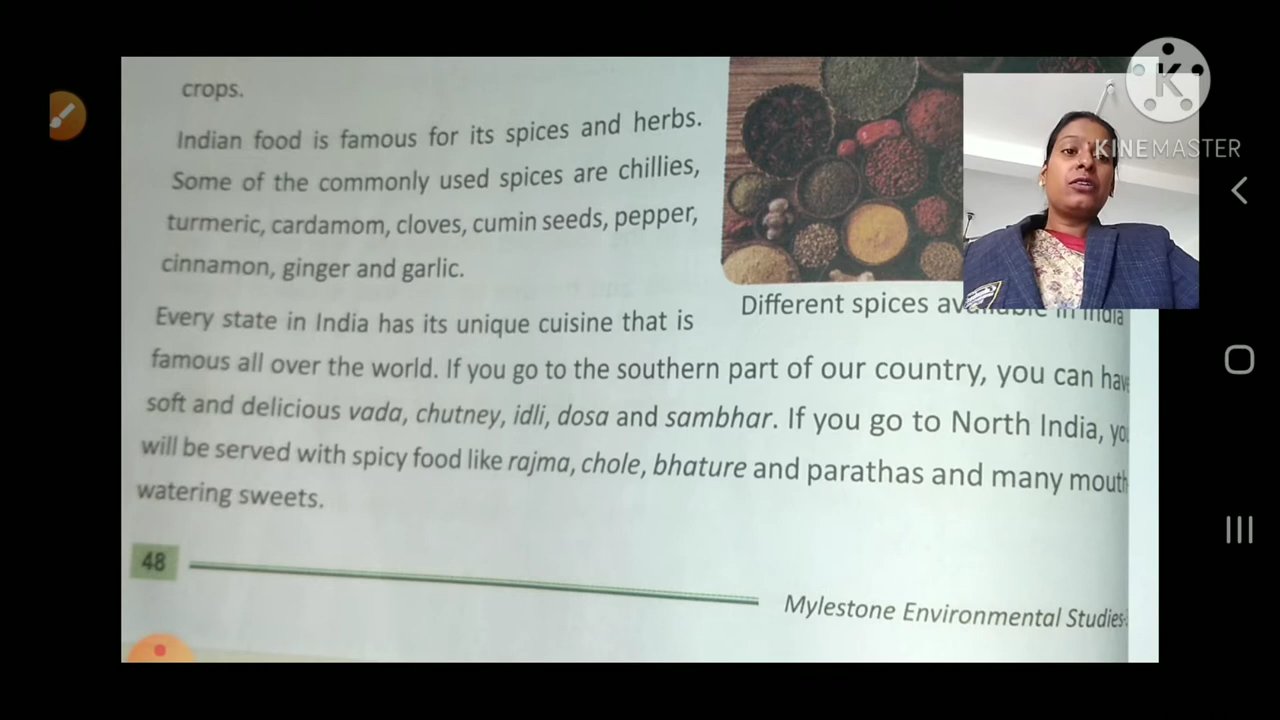 crops.
Indian food is famous for its spices and herbs.
Some of the commonly used spices are chillies,
turmeric, cardamom, cloves, cumin seeds, pepper,
cinnamon, ginger and garlic.
Different spices available in India
Every state in India has its unique cuisine that is
famous all over the world. If you go to the southern part of our country, you can hav
soft and delicious vada, chutney, idli, dosa and sambhar. If you go to North India, yo
will be served with spicy food like rajma, chole, bhature and parathas and many mouth
watering sweets.
48
Mylestone Environmental Studies-
K
KINEMASTER